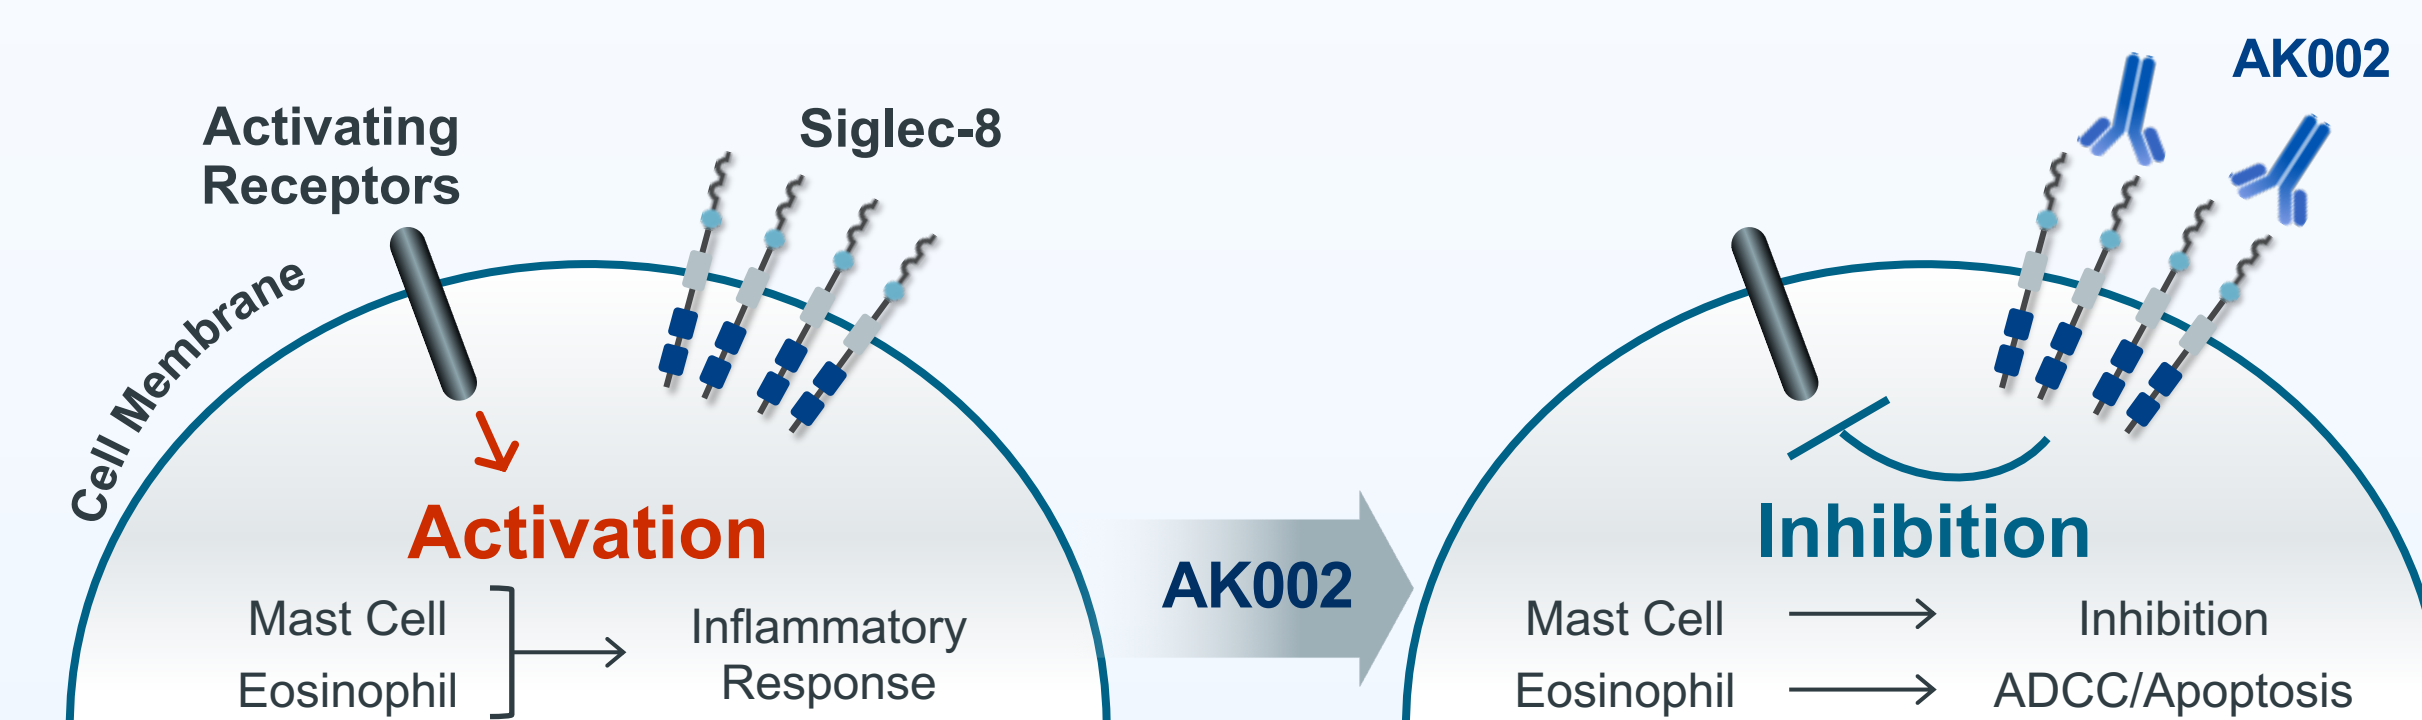 Activating
Receptors
Siglec-8
Cell Membrane
Activation
Mast Cell
Eosinophil
Inflammatory
Response
AK002
AK002
Inhibition
Mast Cell
Inhibition
Eosinophil
ADCC/Apoptosis